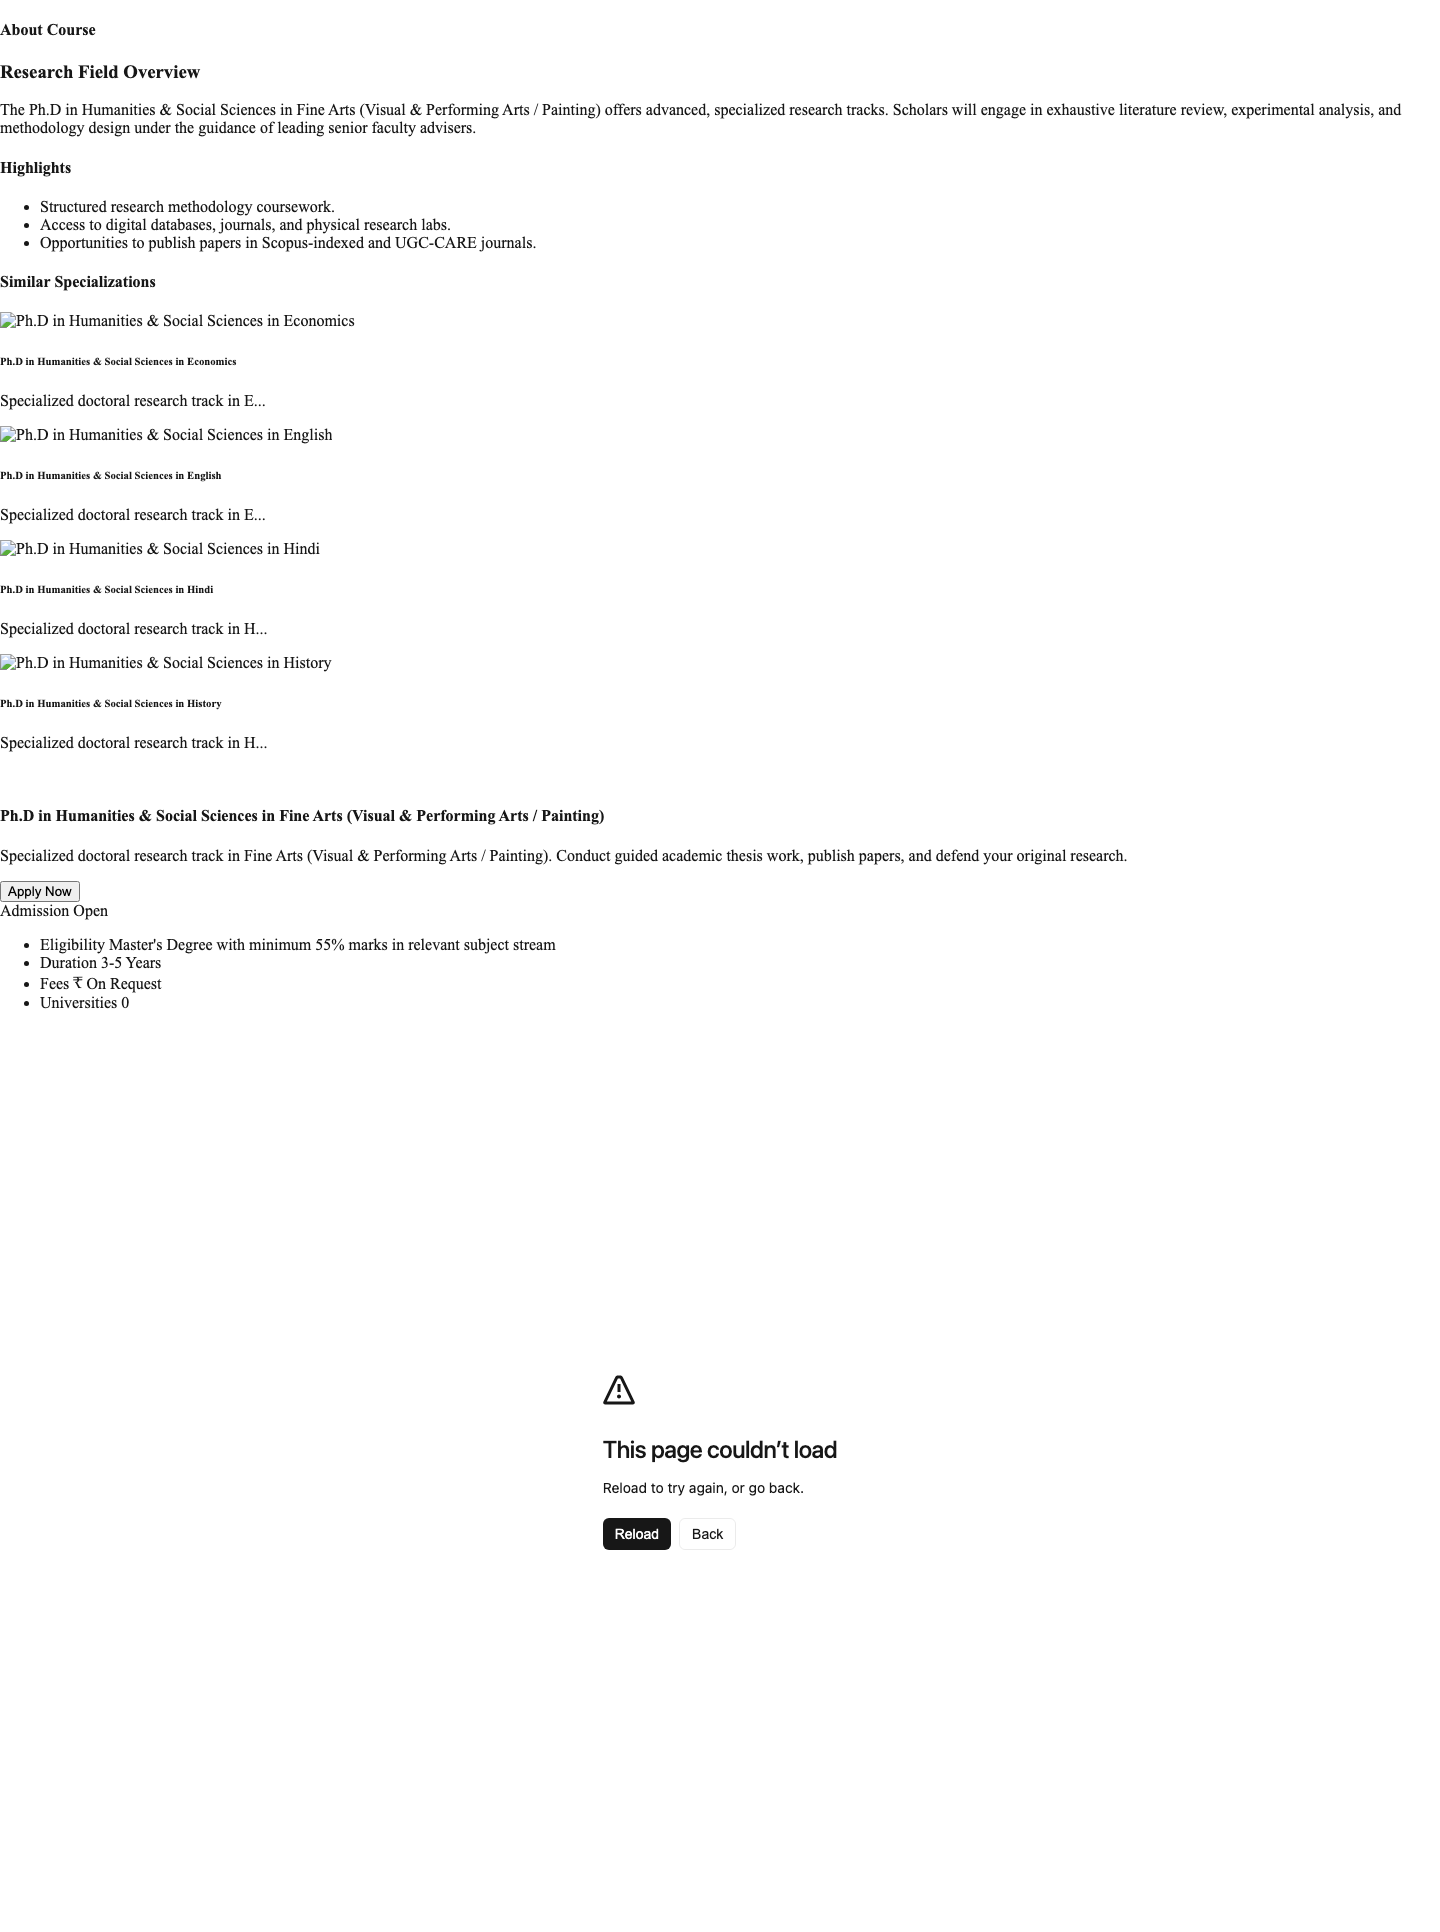 About Course
Research Field Overview
The Ph.D in Humanities & Social Sciences in Fine Arts (Visual & Performing Arts / Painting) offers advanced, specialized research tracks. Scholars will engage in exhaustive literature review, experimental analysis, and
methodology design under the guidance of leading senior faculty advisers.
Highlights
Structured research methodology coursework.
Access to digital databases, journals, and physical research labs.
Opportunities to publish papers in Scopus-indexed and UGC-CARE journals.
Similar Specializations
Ph.D in Humanities & Social Sciences in Economics
Ph.D in Humanities & Social Sciences in Economics
Specialized doctoral research track in E...
Ph.D in Humanities & Social Sciences in English
Ph.D in Humanities & Social Sciences in English
Specialized doctoral research track in E...
Ph.D in Humanities & Social Sciences in Hindi
Ph.D in Humanities & Social Sciences in Hindi
Specialized doctoral research track in H...
Ph.D in Humanities & Social Sciences in History
Ph.D in Humanities & Social Sciences in History
Specialized doctoral research track in H...
Ph.D in Humanities & Social Sciences in Fine Arts (Visual & Performing Arts / Painting)
Specialized doctoral research track in Fine Arts (Visual & Performing Arts / Painting). Conduct guided academic thesis work, publish papers, and defend your original research.
Apply Now
Admission Open
Eligibility Master's Degree with minimum 55% marks in relevant subject stream
Duration 3-5 Years
Fees ₹ On Request
Universities 0
This page couldn’t load
Reload to try again, or go back.
Reload Back